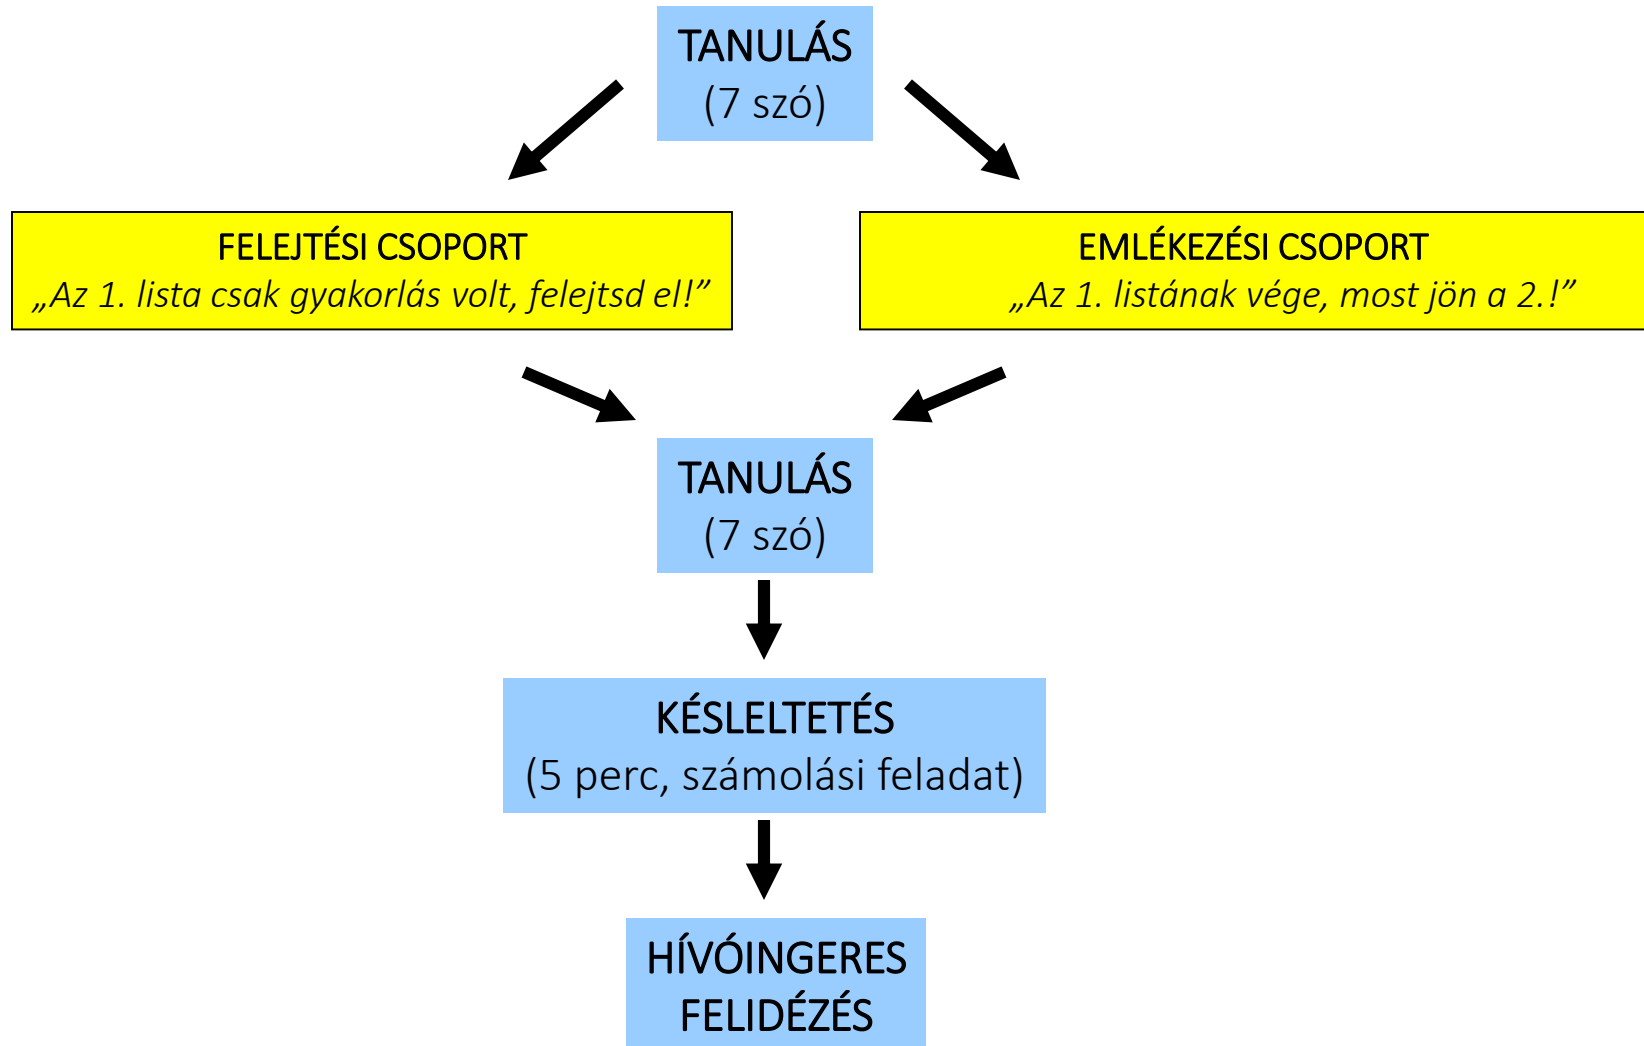 TANULÁS
(7 szó)
FELEJTÉSI CSOPORT
„Az 1. lista csak gyakorlás volt, felejtsd el!”
EMLÉKEZÉSI CSOPORT
„Az 1. listának vége, most jön a 2.!”
TANULÁS
(7 szó)
KÉSLELTETÉS
(5 perc, számolási feladat)
HÍVÓINGERES
FELIDÉZÉS